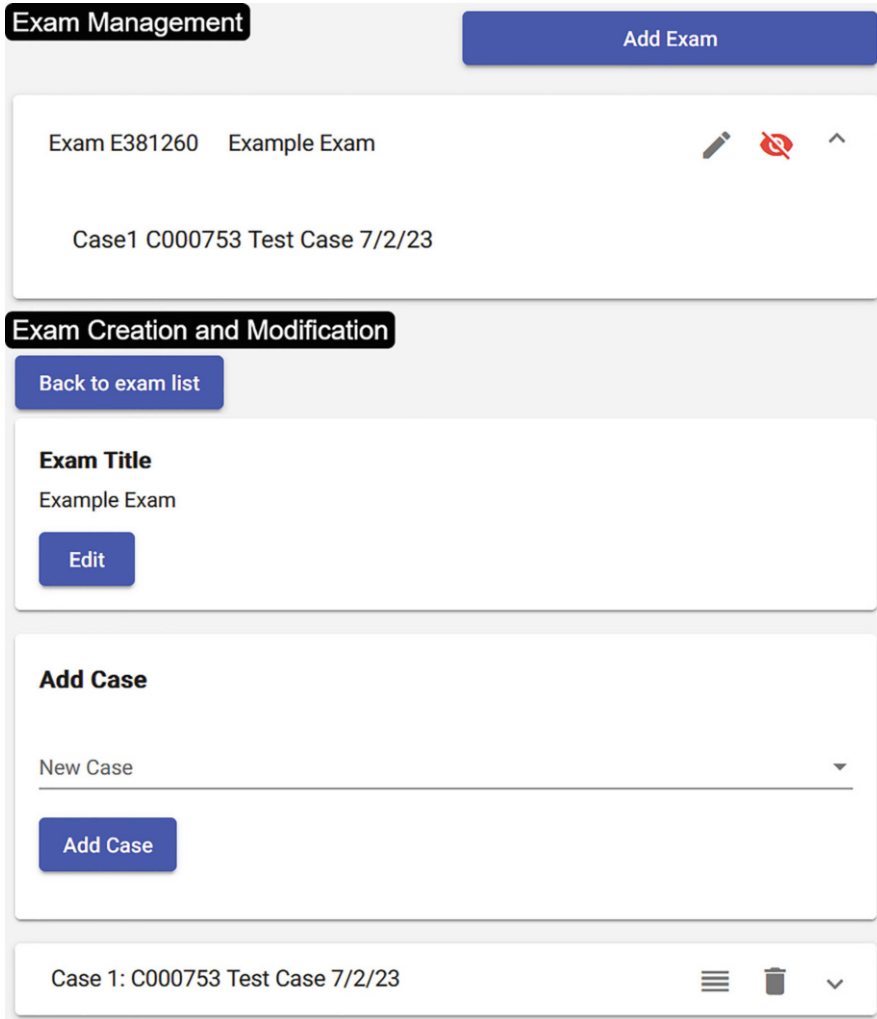 Exam Management
Add Exam
Exam E381260 Example Exam
Case1 C000753 Test Case 7/2/23
Exam Creation and Modification
Back to exam list
Exam Title
Example Exam
Edit
Add Case
New Case
Add Case
Case 1: C000753 Test Case 7/2/23